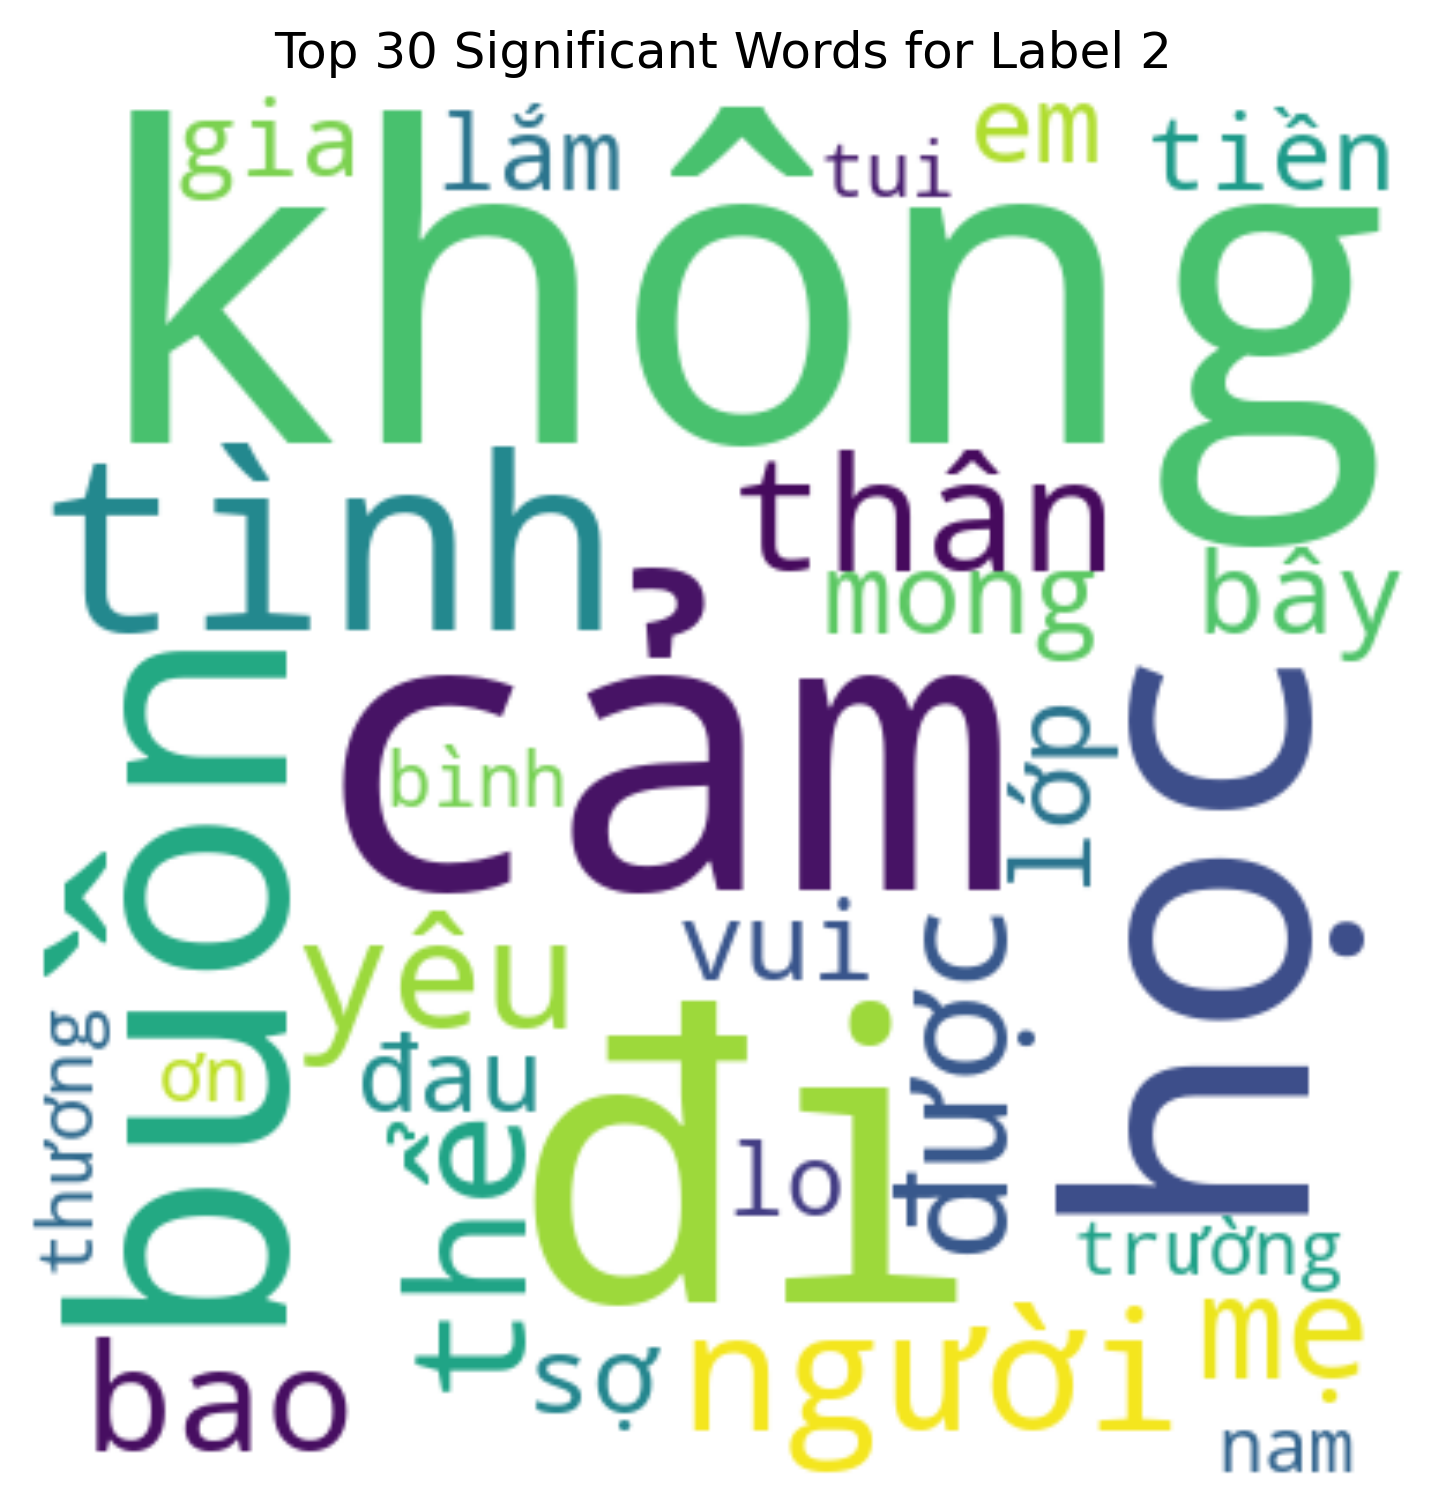 Top 30 Significant Words for Label 2
gia
lắm
tui
em
tiền
không
tình
thân
mong
bây
buồn
cảm
bình
lớp
học
yêu
vui
được
thương
ơn
đau
đi
lo
thể
trường
bao
sợ
người
mẹ
nam